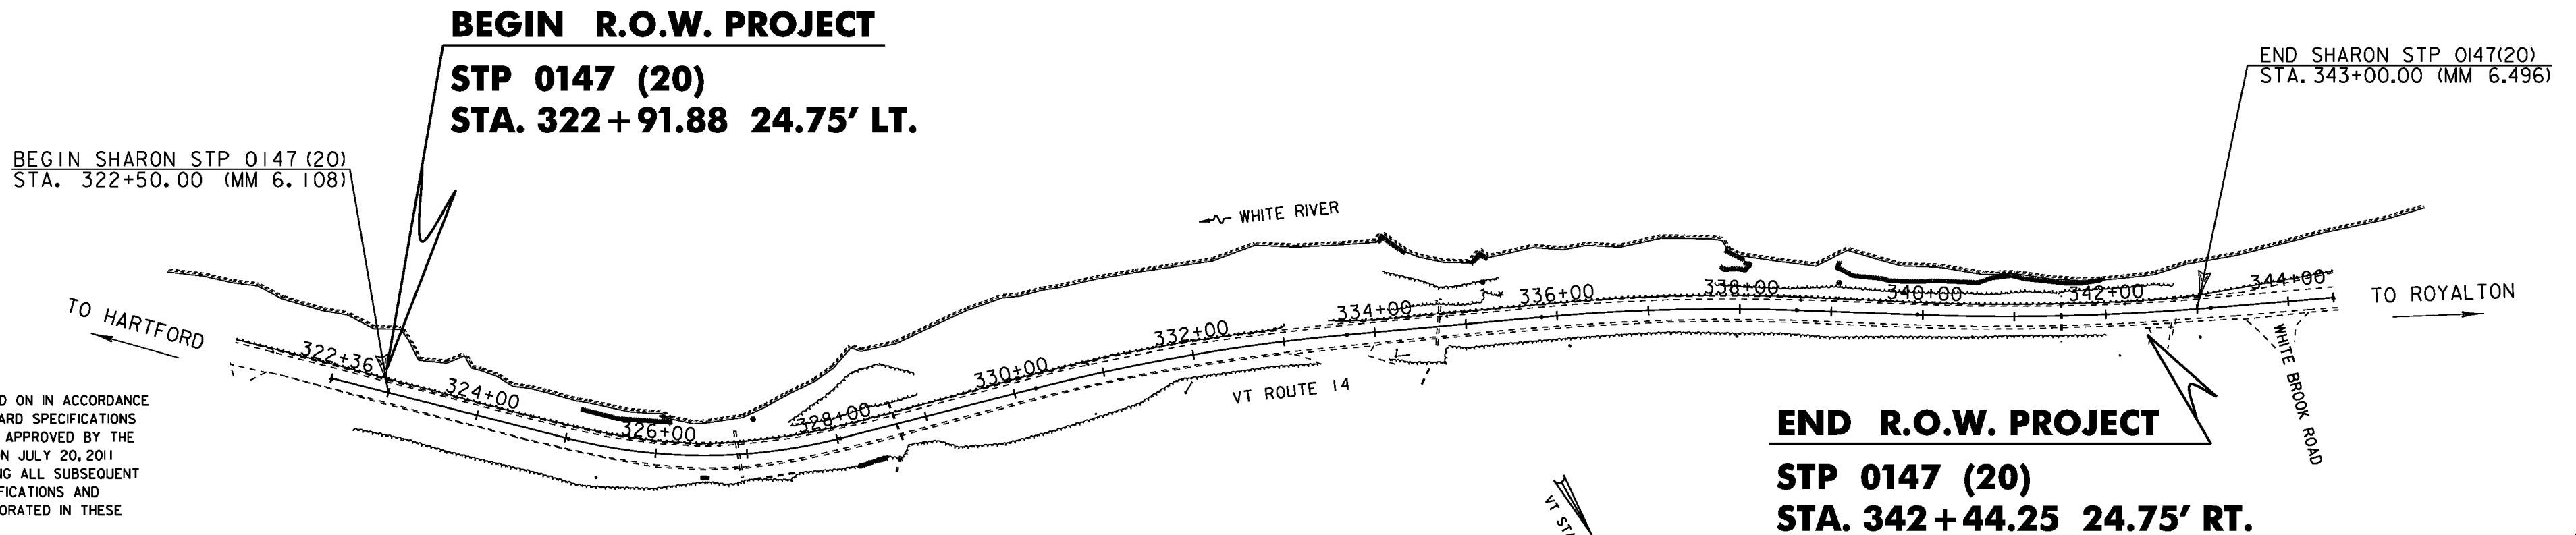 BEGIN R.O.W. PROJECT
STP 0147 (20)
STA. 322+91.88 24.75' LT.
END SHARON STP 0147(20)
STA. 343+00.00 (MM 6.496)
BEGIN SHARON STP 0147 (20)
STA. 322+50.00 (MM 6.108)
WHITE RIVER
TO HARTFORD
322+36
324+00
326+00
328+00
330+00
332+00
334+00
336+00
338+00
340+00
342+00
344+00
TO ROYALTON
VT ROUTE 14
WHITE BROOK ROAD
D ON IN ACCORDANCE
ARD SPECIFICATIONS
APPROVED BY THE
N JULY 20, 2011
NG ALL SUBSEQUENT
FICATIONS AND
ORATED IN THESE
END R.O.W. PROJECT
STP 0147 (20)
STA. 342+44.25 24.75' RT.
VT STA